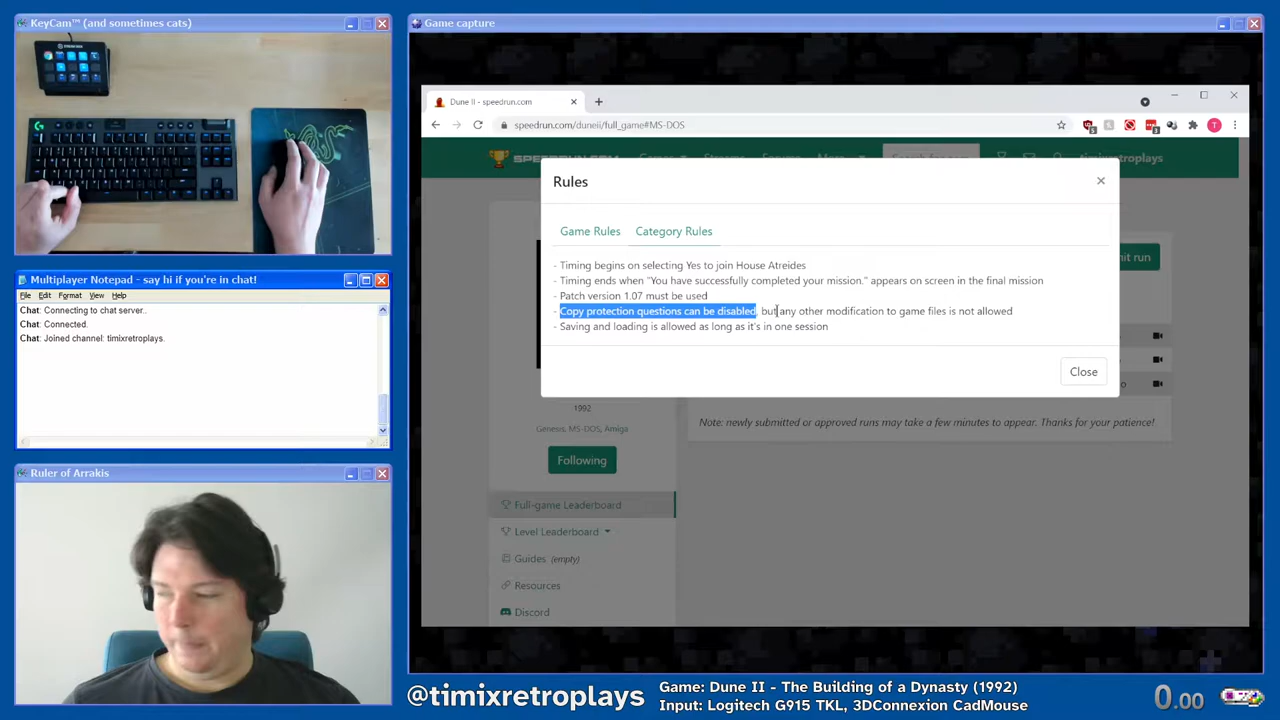 KeyCam™ (and sometimes cats)
Game capture
Dune II - speedrun.com
speedrun.com/duneii/full_game#MS-DOS
timixretroplays
Rules
Game Rules
Category Rules
- Timing begins on selecting Yes to join House Atreides
- Timing ends when "You have successfully completed your mission." appears on screen in the final mission
- Patch version 1.07 must be used
- Copy protection questions can be disabled, but any other modification to game files is not allowed
- Saving and loading is allowed as long as it's in one session
Close
1992
Genesis, MS-DOS, Amiga
Note: newly submitted or approved runs may take a few minutes to appear. Thanks for your patience!
Following
Full-game Leaderboard
Level Leaderboard
Guides (empty)
Resources
Discord
Multiplayer Notepad - say hi if you're in chat!
File Edit Format View Help
Chat: Connecting to chat server..
Chat: Connected.
Chat: Joined channel: timixretroplays.
Ruler of Arrakis
@timixretroplays
Game: Dune II - The Building of a Dynasty (1992)
Input: Logitech G915 TKL, 3DConnexion CadMouse
0.00